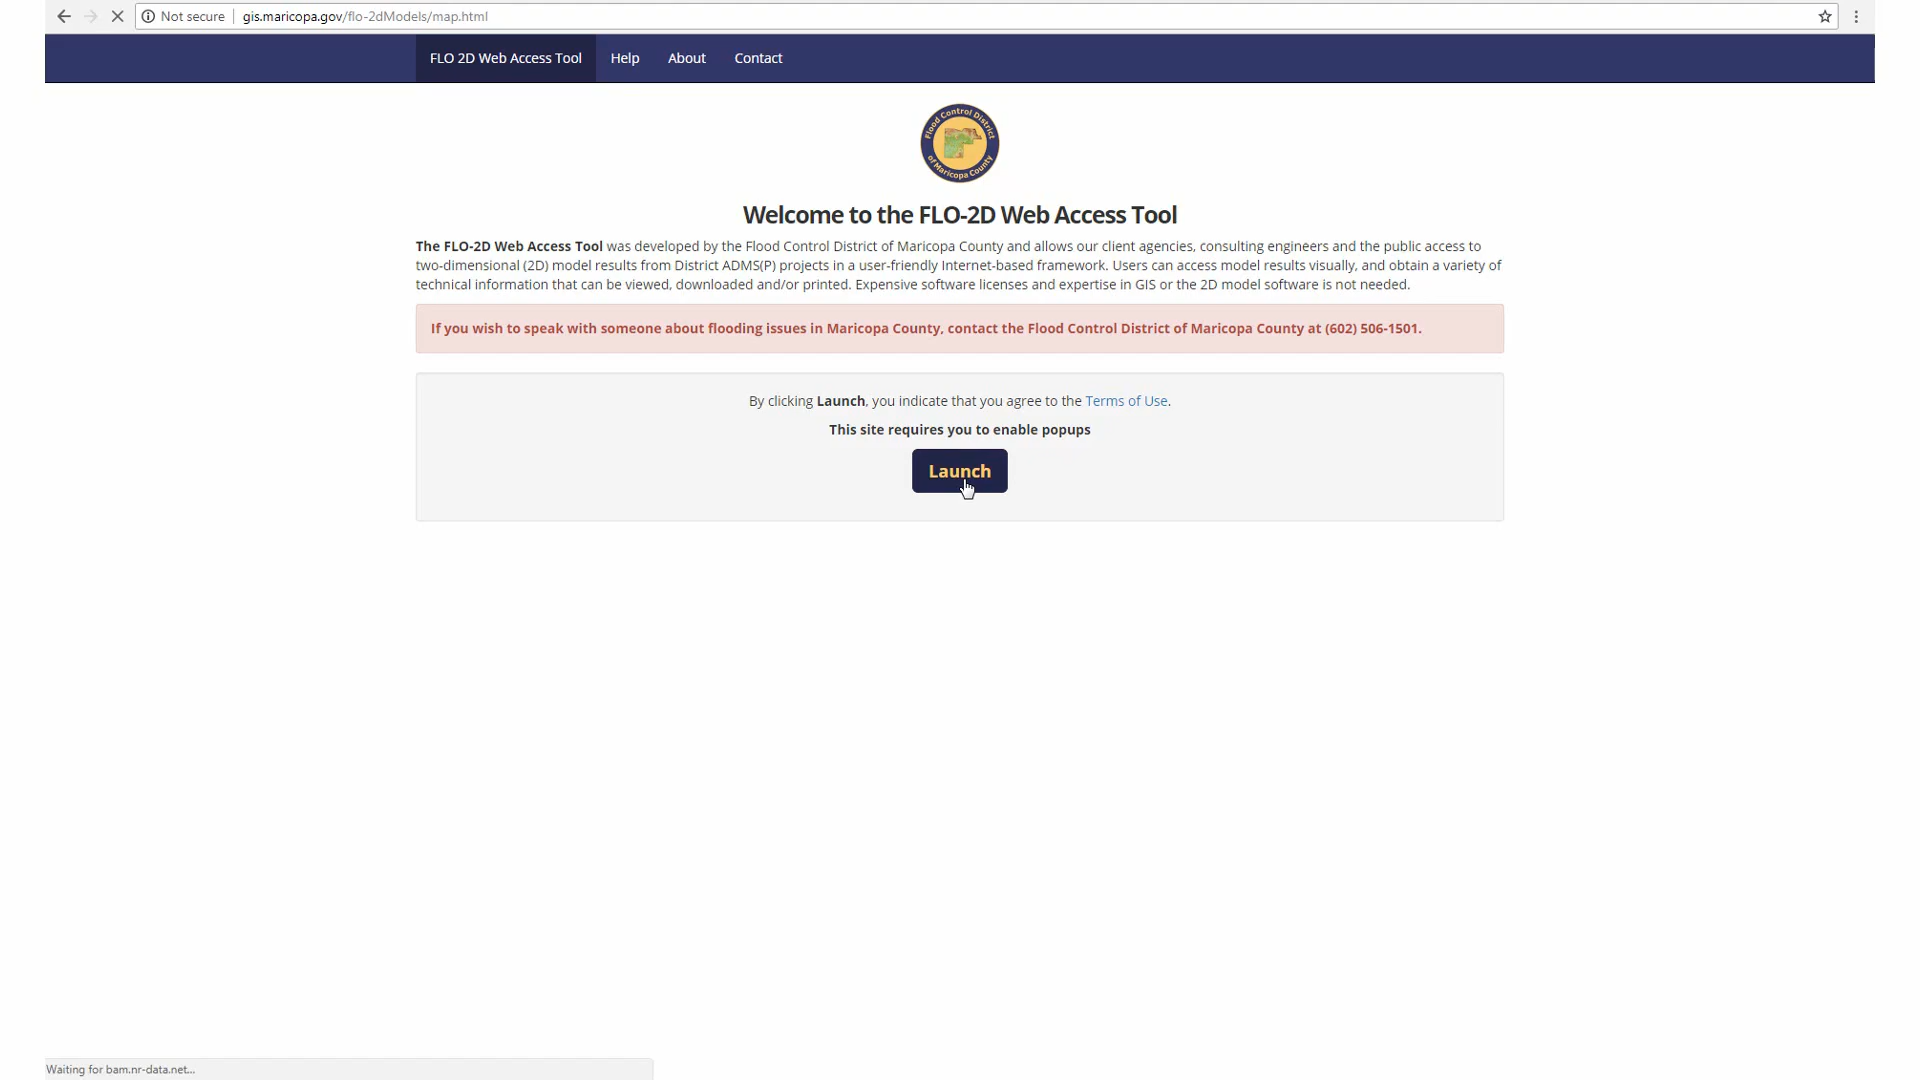 Not secure | gis.maricopa.gov/flo-2dModels/map.html
FLO 2D Web Access Tool Help About Contact
Flood Control District
of Maricopa County
Welcome to the FLO-2D Web Access Tool
The FLO-2D Web Access Tool was developed by the Flood Control District of Maricopa County and allows our client agencies, consulting engineers and the public access to
two-dimensional (2D) model results from District ADMS(P) projects in a user-friendly Internet-based framework. Users can access model results visually, and obtain a variety of
technical information that can be viewed, downloaded and/or printed. Expensive software licenses and expertise in GIS or the 2D model software is not needed.
If you wish to speak with someone about flooding issues in Maricopa County, contact the Flood Control District of Maricopa County at (602) 506-1501.
By clicking Launch, you indicate that you agree to the Terms of Use.
This site requires you to enable popups
Launch
Waiting for bam.nr-data.net...